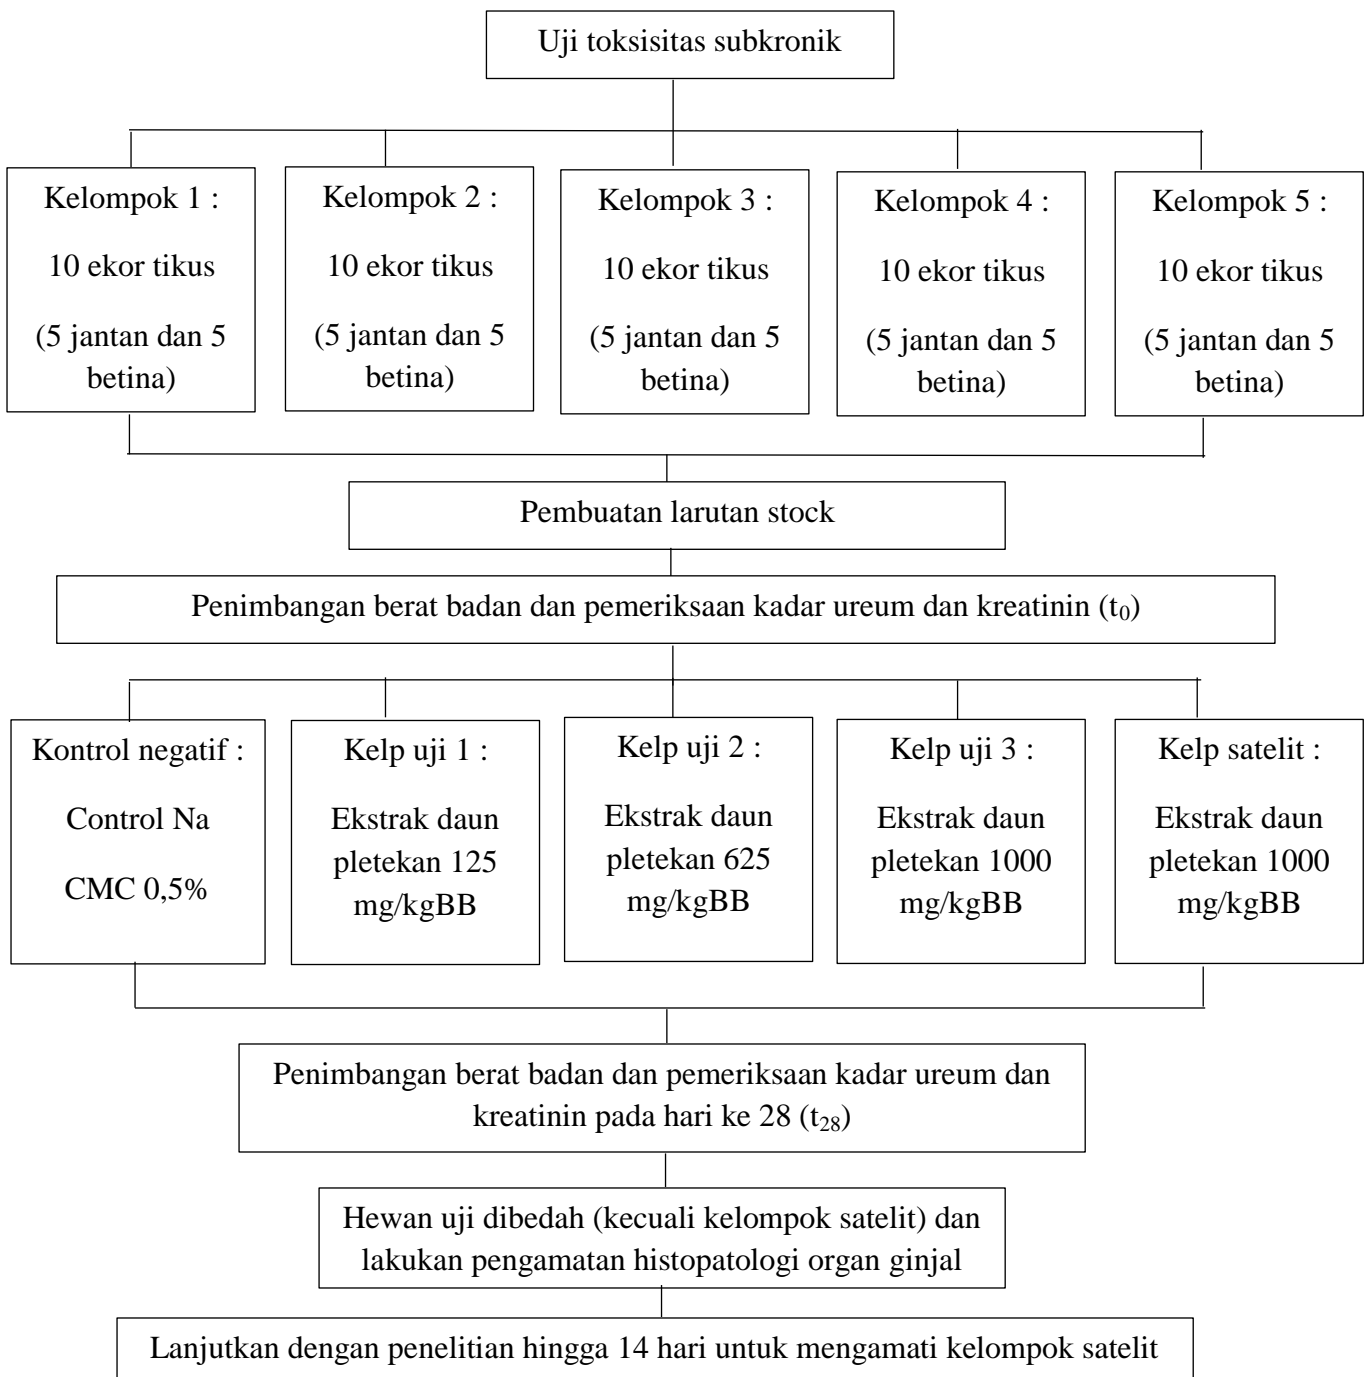 Uji toksisitas subkronik
Kelompok 1 :
10 ekor tikus
(5 jantan dan 5
betina)
Kelompok 2 :
10 ekor tikus
(5 jantan dan 5
betina)
Kelompok 3 :
10 ekor tikus
(5 jantan dan 5
betina)
Kelompok 4 :
10 ekor tikus
(5 jantan dan 5
betina)
Kelompok 5 :
10 ekor tikus
(5 jantan dan 5
betina)
Pembuatan larutan stock
Penimbangan berat badan dan pemeriksaan kadar ureum dan kreatinin (t₀)
Kontrol negatif :
Control Na
CMC 0,5%
Kelp uji 1 :
Ekstrak daun
pletekan 125
mg/kgBB
Kelp uji 2 :
Ekstrak daun
pletekan 625
mg/kgBB
Kelp uji 3 :
Ekstrak daun
pletekan 1000
mg/kgBB
Kelp satelit :
Ekstrak daun
pletekan 1000
mg/kgBB
Penimbangan berat badan dan pemeriksaan kadar ureum dan
kreatinin pada hari ke 28 (t₂₈)
Hewan uji dibedah (kecuali kelompok satelit) dan
lakukan pengamatan histopatologi organ ginjal
Lanjutkan dengan penelitian hingga 14 hari untuk mengamati kelompok satelit